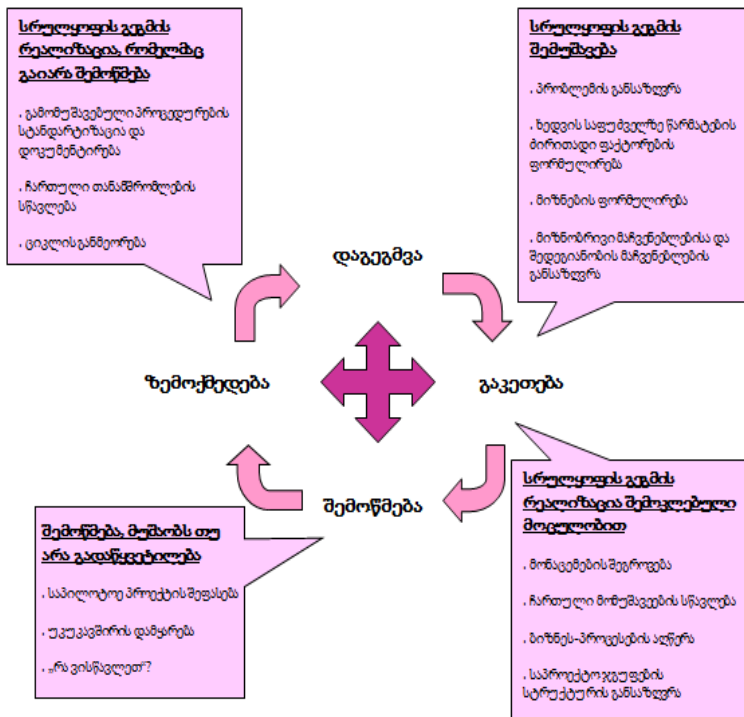 სრულყოფის გეგმის
რეალიზაცია, რომელმაც
გაიარა შემოწმება
. გამომუშავებული პროცედურების
სტანდარტიზაცია და
დოკუმენტირება
. ჩართული თანამშრომლების
სწავლება
. ციკლის განმეორება
სრულყოფის გეგმის
შემუშავება
. პრობლემის განსაზღვრა
. ხედვის საფუძველზე წარმატების
ძირითადი ფაქტორების
ფორმულირება
. მიზნების ფორმულირება
. მიზნობრივი მაჩვენებლებისა და
შედეგიანობის მაჩვენებლების
განსაზღვრა
დაგეგმვა
ზემოქმედება
გაკეთება
შემოწმება
შემოწმება, მუშაობს თუ
არა გადაწყვეტილება
. საპილოტოე პროექტის შეფასება
. უკუკავშირის დამყარება
. „რა ვისწავლეთ“?
სრულყოფის გეგმის
რეალიზაცია შემოკლებული
მოცულობით
. მონაცემების შეგროვება
. ჩართული მომუშავეების სწავლება
. ბიზნეს-პროცესების აღწერა
. საპროექტო ჯგუფების
სტრუქტურის განსაზღვრა